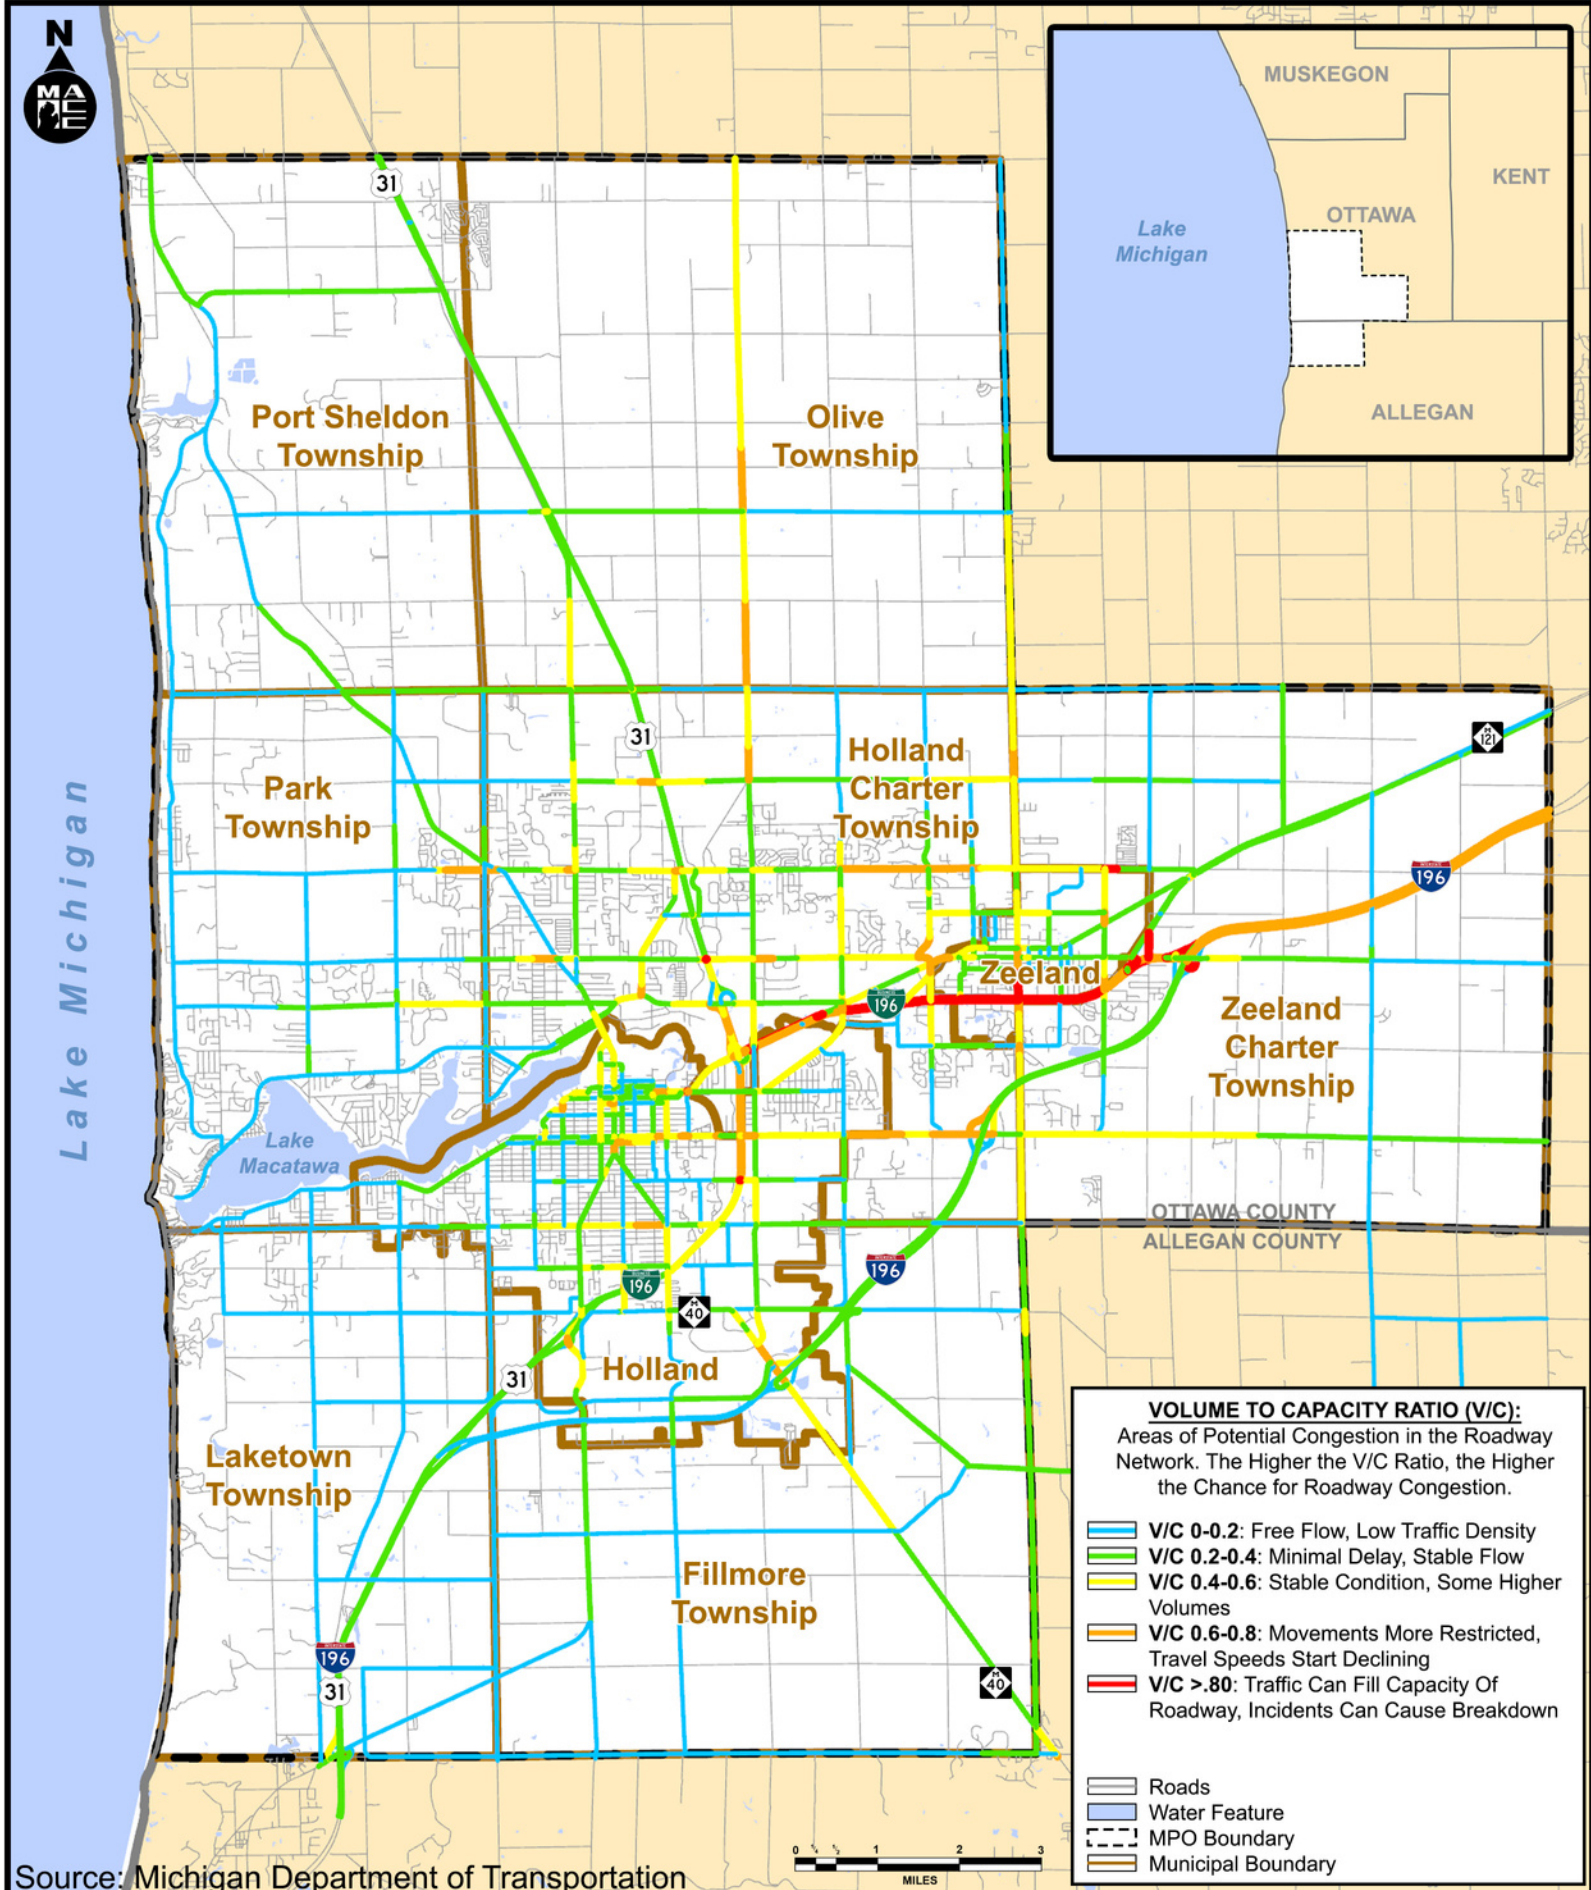 N
MA
CC
MUSKEGON
KENT
OTTAWA
Lake
Michigan
ALLEGAN
31
Port Sheldon
Township
Olive
Township
31
M
121
Holland
Charter
Township
Park
Township
196
Lake Michigan
Zeeland
196
Zeeland
Charter
Township
Lake
Macatawa
OTTAWA COUNTY
ALLEGAN COUNTY
196
196
M
40
31
Holland
Laketown
Township
Fillmore
Township
196
31
M
40
VOLUME TO CAPACITY RATIO (V/C):
Areas of Potential Congestion in the Roadway
Network. The Higher the V/C Ratio, the Higher
the Chance for Roadway Congestion.
V/C 0-0.2: Free Flow, Low Traffic Density
V/C 0.2-0.4: Minimal Delay, Stable Flow
V/C 0.4-0.6: Stable Condition, Some Higher
Volumes
V/C 0.6-0.8: Movements More Restricted,
Travel Speeds Start Declining
V/C >.80: Traffic Can Fill Capacity Of
Roadway, Incidents Can Cause Breakdown
Roads
Water Feature
MPO Boundary
Municipal Boundary
0 ¼ ½ 1 2 3
MILES
Source: Michigan Department of Transportation